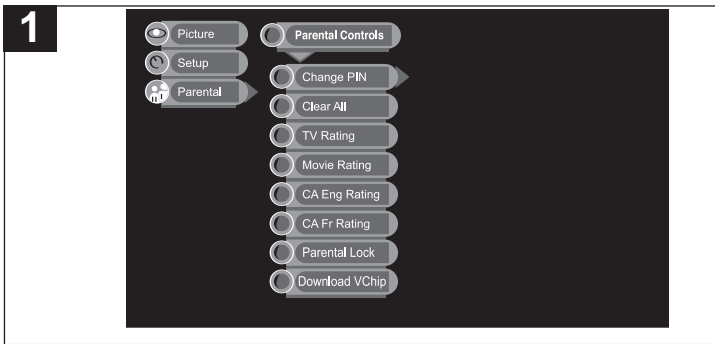 1
Picture
Setup
Parental
Parental Controls
Change PIN
Clear All
TV Rating
Movie Rating
CA Eng Rating
CA Fr Rating
Parental Lock
Download VChip